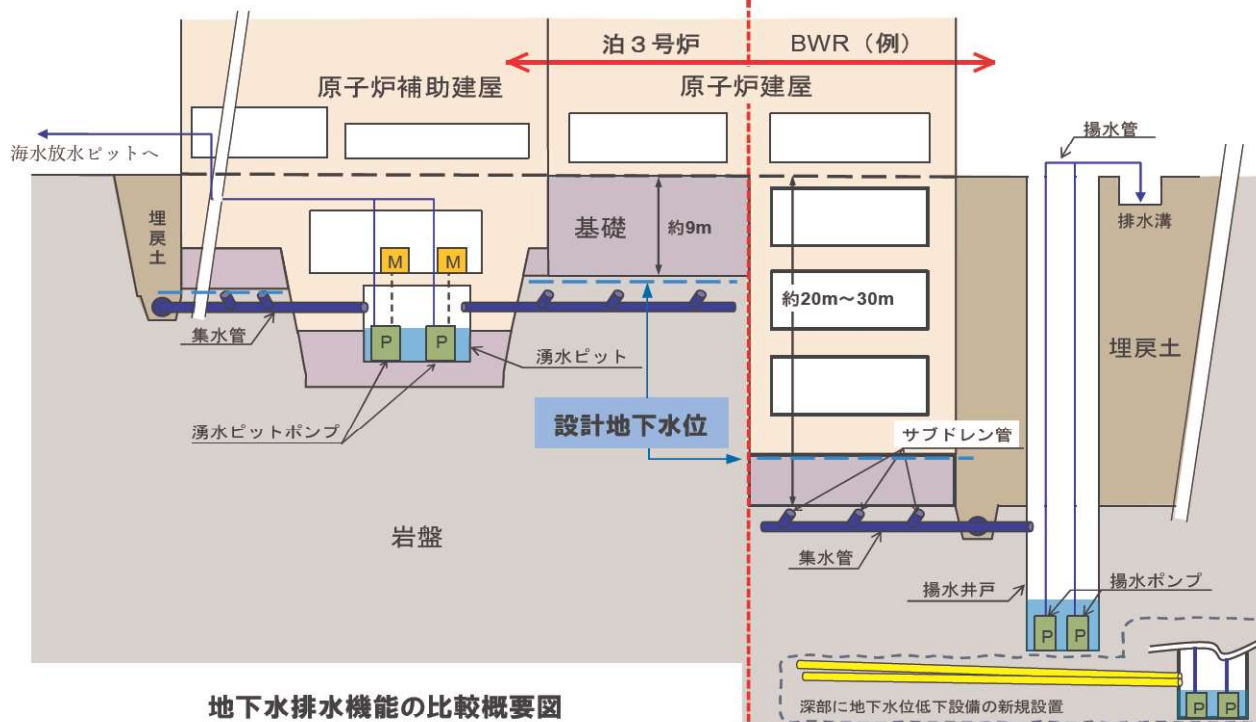 泊３号炉
BWR（例）
原子炉補助建屋
原子炉建屋
海水放水ピットへ
揚水管
排水溝
埋戻土
基礎
約9m
M
M
約20m～30m
集水管
P
P
湧水ピット
埋戻土
設計地下水位
湧水ピットポンプ
サブドレン管
岩盤
集水管
揚水井戸
揚水ポンプ
P
P
深部に地下水位低下設備の新規設置
P
P
地下水排水機能の比較概要図